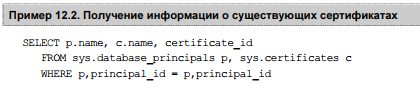 Пример 12.2. Получение информации о существующих сертификатах
SELECT p.name, c.name, certificate_id
FROM sys.database_principals p, sys.certificates c
WHERE p,principal_id = p,principal_id